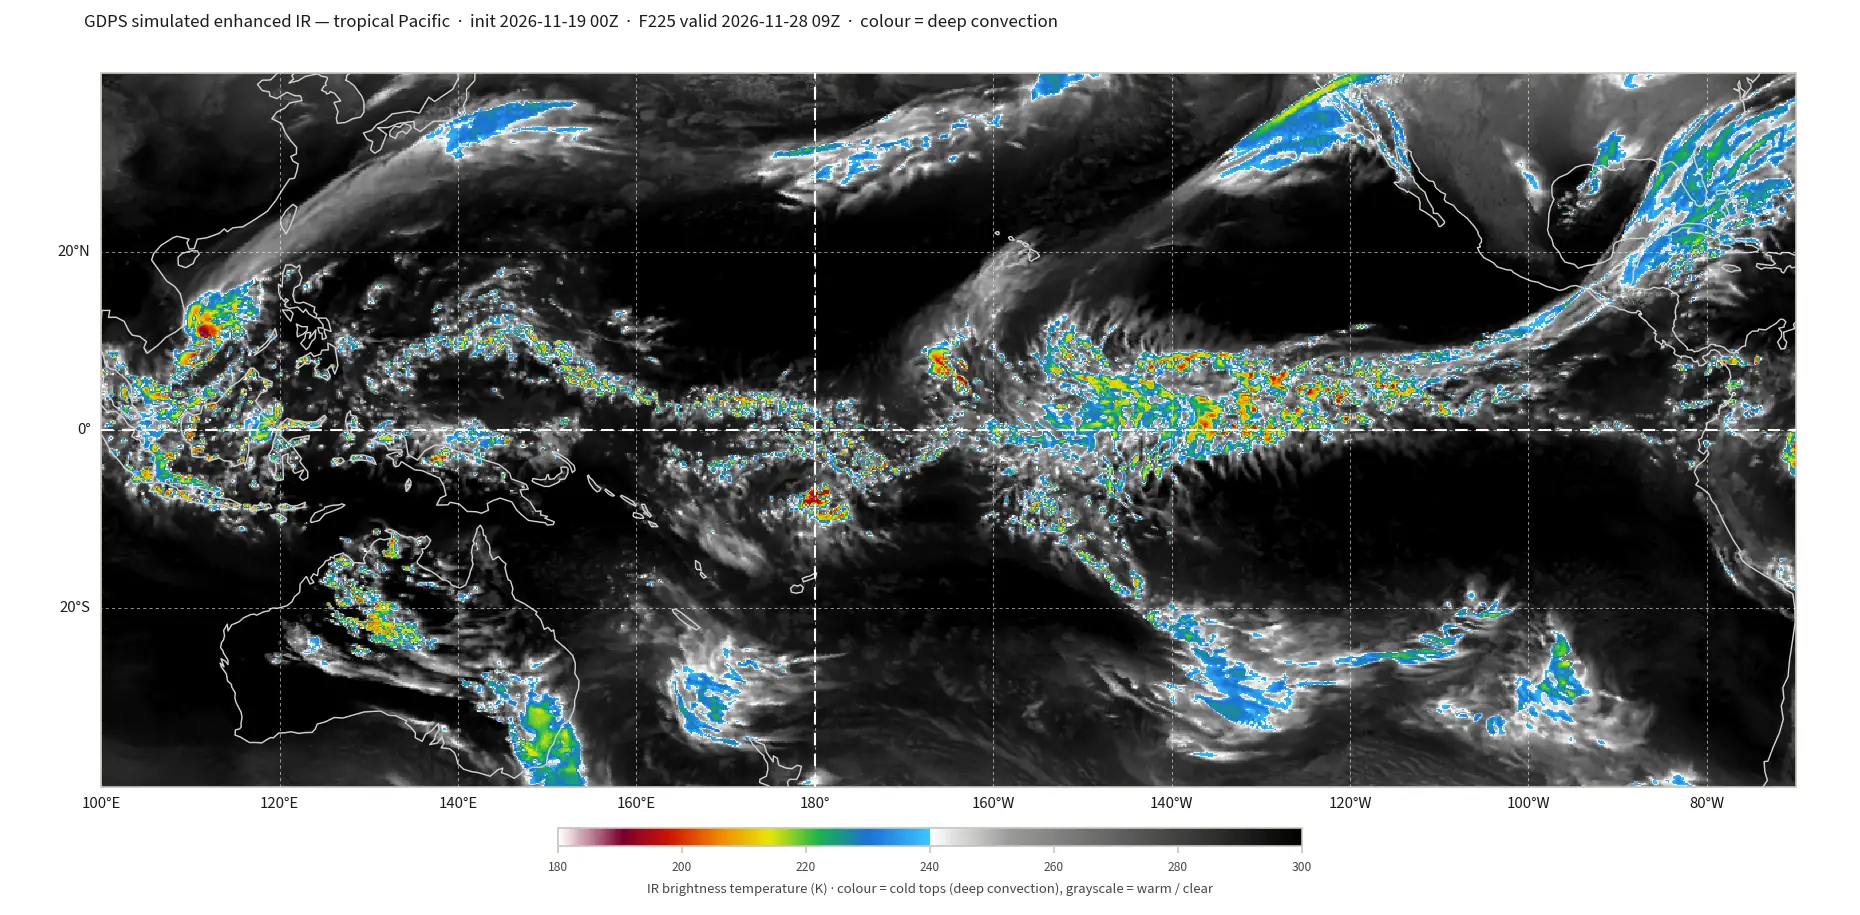 GDPS simulated enhanced IR — tropical Pacific · init 2026-11-19 00Z · F225 valid 2026-11-28 09Z · colour = deep convection
20°N
0°
20°S
100°E 120°E 140°E 160°E 180° 160°W 140°W 120°W 100°W 80°W
180 200 220 240 260 280 300
IR brightness temperature (K) · colour = cold tops (deep convection), grayscale = warm / clear